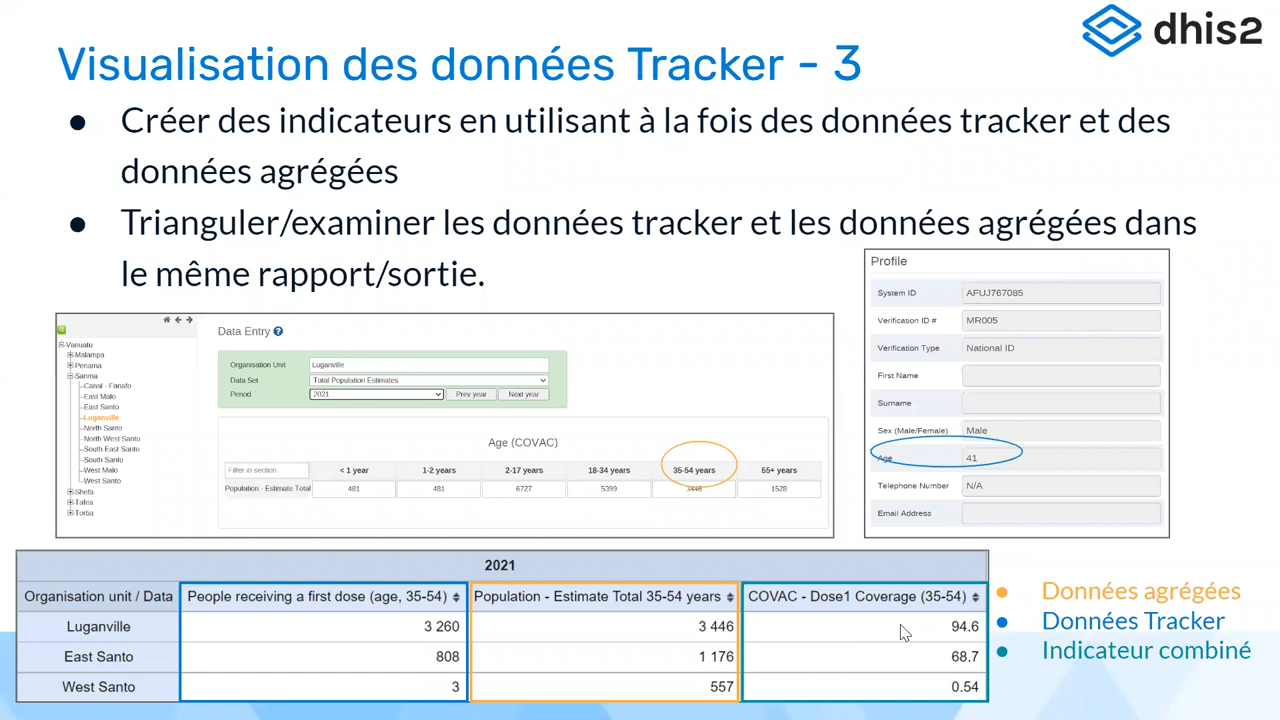 dhis2
Visualisation des données Tracker - 3
● Créer des indicateurs en utilisant à la fois des données tracker et des
données agrégées
● Trianguler/examiner les données tracker et les données agrégées dans
le même rapport/sortie.
Vanuatu
Malampa
Penama
Sanma
Canal - Fanafo
East Malo
East Santo
Luganville
North Santo
North West Santo
South East Santo
South Santo
West Malo
West Santo
Shefa
Tafea
Torba
Data Entry ?
Organisation Unit Luganville
Data Set Total Population Estimates
Period 2021 Prev year Next year
Age (COVAC)
Filter in section < 1 year 1-2 years 2-17 years 18-34 years 35-54 years 55+ years
Population - Estimate Total 481 481 6727 5399 3446 1528
Profile
System ID AFUJ767085
Verification ID # MR005
Verification Type National ID
First Name
Surname
Sex (Male/Female) Male
Age 41
Telephone Number N/A
Email Address
2021
Organisation unit / Data People receiving a first dose (age, 35-54) Population - Estimate Total 35-54 years COVAC - Dose1 Coverage (35-54)
Luganville 3 260 3 446 94.6
East Santo 808 1 176 68.7
West Santo 3 557 0.54
● Données agrégées
● Données Tracker
● Indicateur combiné